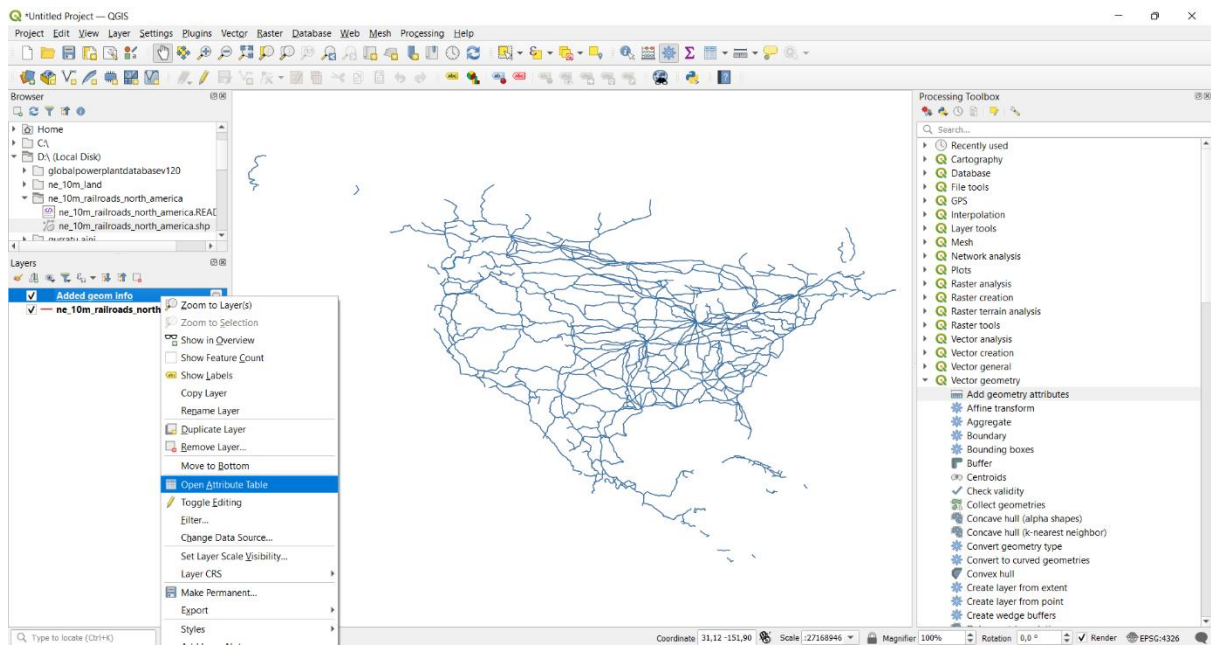 *Untitled Project — QGIS
Project Edit View Layer Settings Plugins Vector Raster Database Web Mesh Processing Help
Browser
Home
C:\
D:\ (Local Disk)
globalpowerplantdatabasev120
ne_10m_land
ne_10m_railroads_north_america
ne_10m_railroads_north_america.READ
ne_10m_railroads_north_america.shp
Layers
Added geom info
ne_10m_railroads_north
Zoom to Layer(s)
Zoom to Selection
Show in Overview
Show Feature Count
Show Labels
Copy Layer
Rename Layer
Duplicate Layer
Remove Layer...
Move to Bottom
Open Attribute Table
Toggle Editing
Filter...
Change Data Source...
Set Layer Scale Visibility...
Layer CRS
Make Permanent...
Export
Styles
Processing Toolbox
Search...
Recently used
Cartography
Database
File tools
GPS
Interpolation
Layer tools
Mesh
Network analysis
Plots
Raster analysis
Raster creation
Raster terrain analysis
Raster tools
Vector analysis
Vector creation
Vector general
Vector geometry
Add geometry attributes
Affine transform
Aggregate
Boundary
Bounding boxes
Buffer
Centroids
Check validity
Collect geometries
Concave hull (alpha shapes)
Concave hull (k-nearest neighbor)
Convert geometry type
Convert to curved geometries
Convex hull
Create layer from extent
Create layer from point
Create wedge buffers
Type to locate (Ctrl+K)
Coordinate 31,12 -151,90 Scale :27168946 Magnifier 100% Rotation 0,0 ° Render EPSG:4326